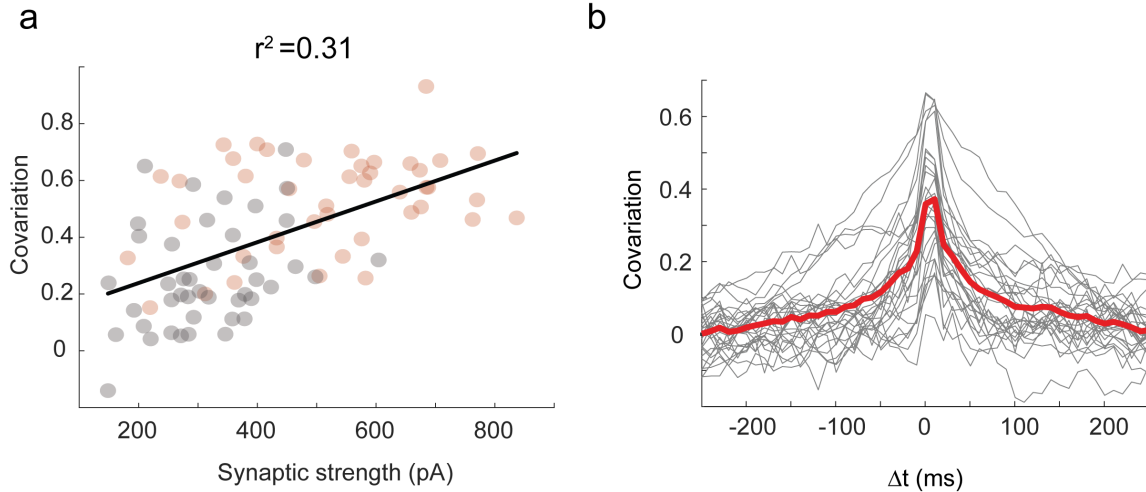 a
r² =0.31
Covariation
0.8
0.6
0.4
0.2
0
200 400 600 800
Synaptic strength (pA)
b
Covariation
0.6
0.4
0.2
0
-200 -100 0 100 200
Δt (ms)